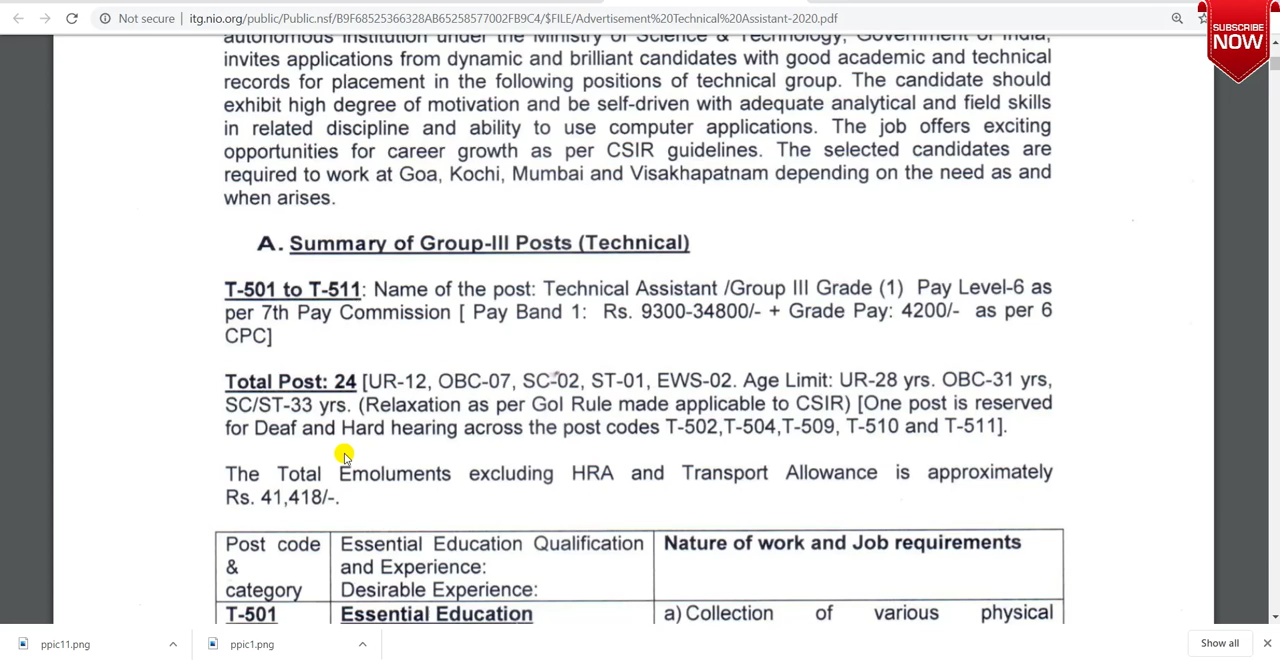 Not secure | itg.nio.org/public/Public.nsf/B9F68525366328AB65258577002FB9C4/$FILE/Advertisement%20Technical%20Assistant-2020.pdf
SUBSCRIBE
NOW
autonomous institution under the Ministry of Science & Technology, Government of India,
invites applications from dynamic and brilliant candidates with good academic and technical
records for placement in the following positions of technical group. The candidate should
exhibit high degree of motivation and be self-driven with adequate analytical and field skills
in related discipline and ability to use computer applications. The job offers exciting
opportunities for career growth as per CSIR guidelines. The selected candidates are
required to work at Goa, Kochi, Mumbai and Visakhapatnam depending on the need as and
when arises.
A. Summary of Group-III Posts (Technical)
T-501 to T-511: Name of the post: Technical Assistant /Group III Grade (1) Pay Level-6 as
per 7th Pay Commission [ Pay Band 1: Rs. 9300-34800/- + Grade Pay: 4200/- as per 6
CPC]
Total Post: 24 [UR-12, OBC-07, SC-02, ST-01, EWS-02. Age Limit: UR-28 yrs. OBC-31 yrs,
SC/ST-33 yrs. (Relaxation as per GoI Rule made applicable to CSIR) [One post is reserved
for Deaf and Hard hearing across the post codes T-502,T-504,T-509, T-510 and T-511].
The Total Emoluments excluding HRA and Transport Allowance is approximately
Rs. 41,418/-.
Post code
&
category
Essential Education Qualification
and Experience:
Desirable Experience:
Nature of work and Job requirements
T-501
Essential Education
a) Collection of various physical
ppic11.png
ppic1.png
Show all